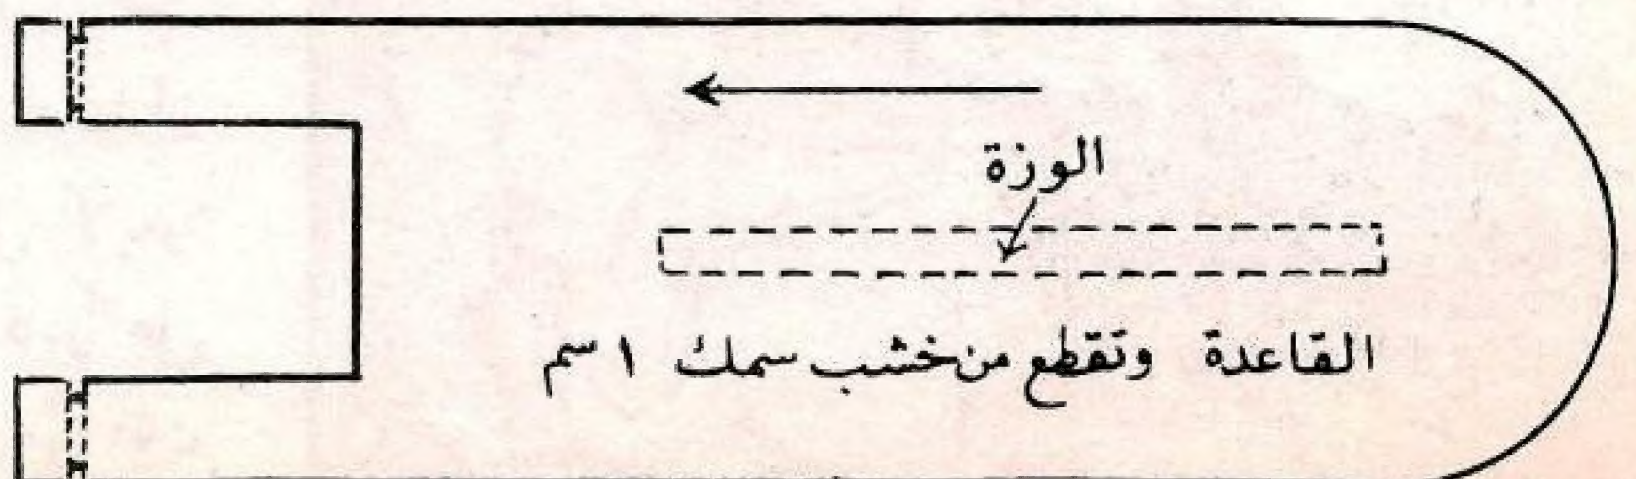 الوزة
القاعدة وتقطع من خشب سمك ١ سم